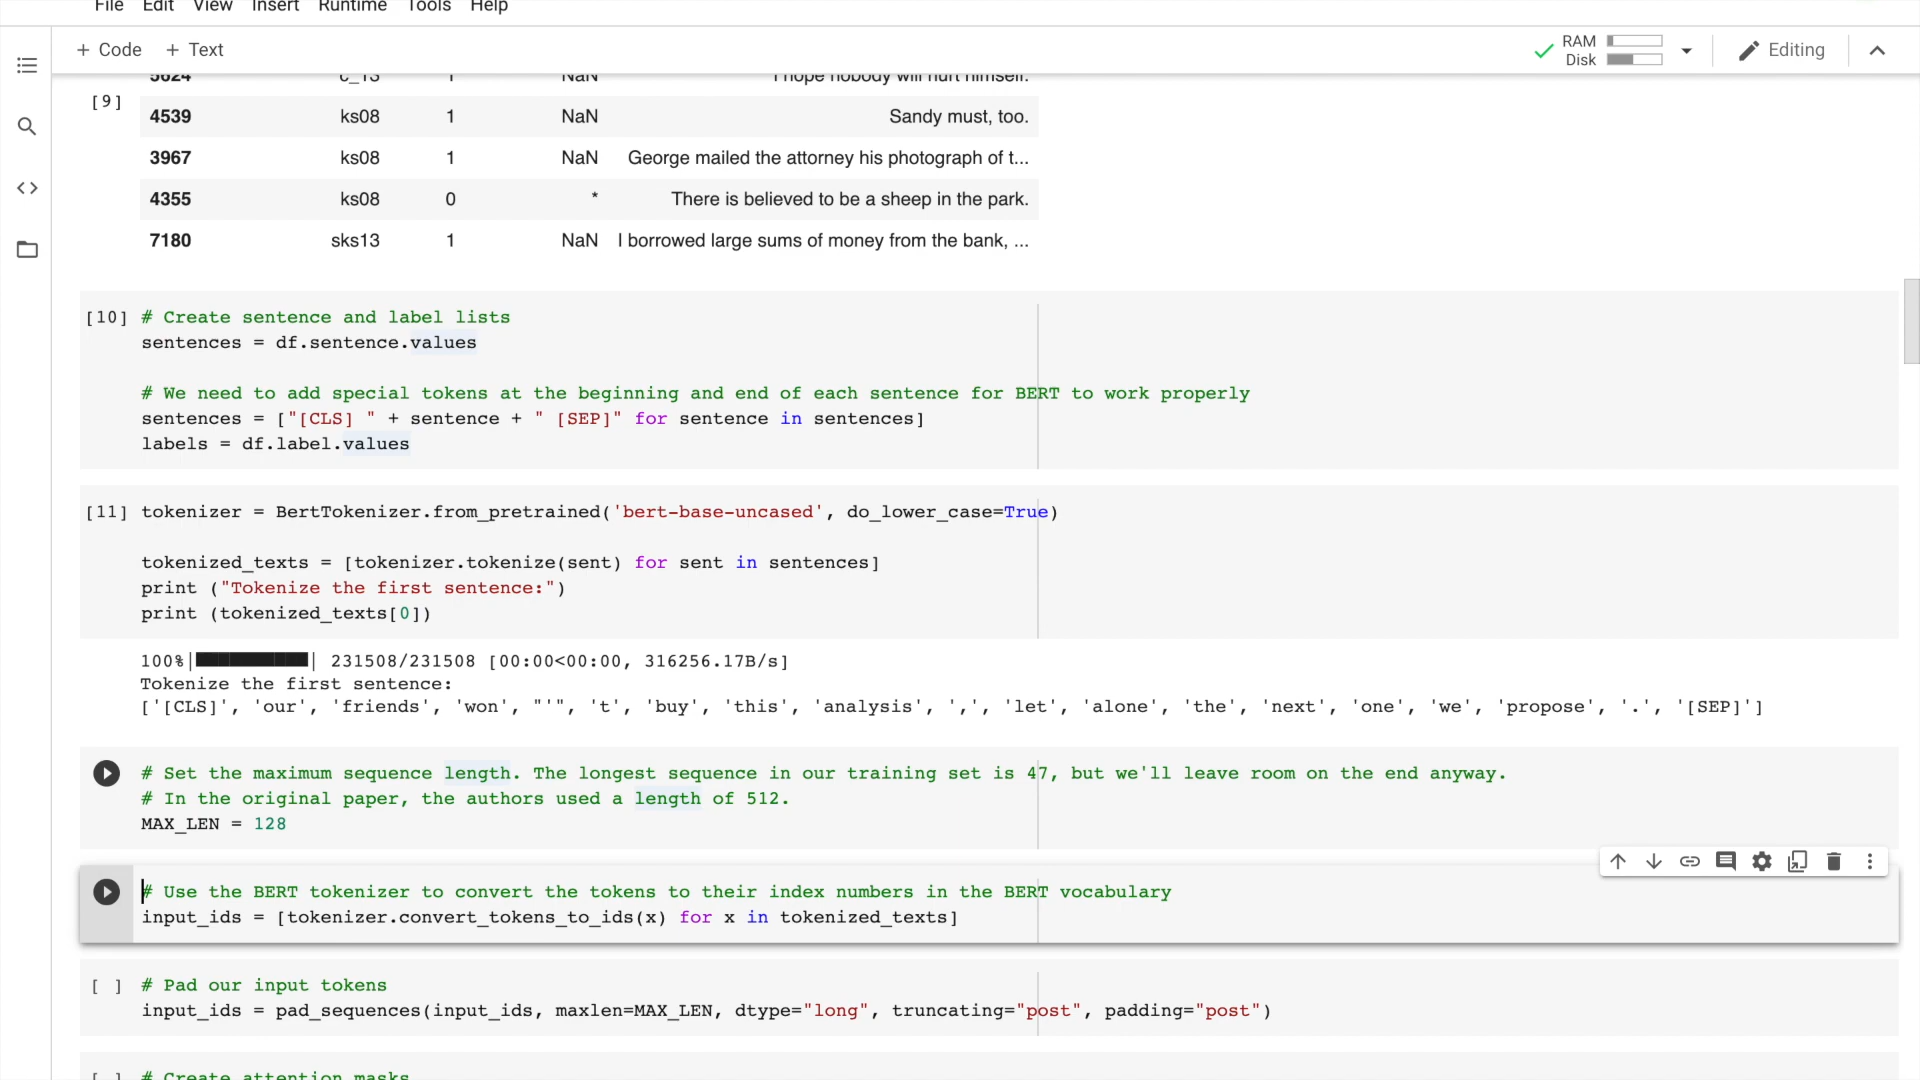 File Edit View Insert Runtime Tools Help
+ Code + Text
RAM
Disk
Editing
5624 c_13 1 NaN I hope nobody will hurt himself.
[9]
4539 ks08 1 NaN Sandy must, too.
3967 ks08 1 NaN George mailed the attorney his photograph of t...
4355 ks08 0 * There is believed to be a sheep in the park.
7180 sks13 1 NaN I borrowed large sums of money from the bank, ...
[10] # Create sentence and label lists
sentences = df.sentence.values
# We need to add special tokens at the beginning and end of each sentence for BERT to work properly
sentences = ["[CLS] " + sentence + " [SEP]" for sentence in sentences]
labels = df.label.values
[11] tokenizer = BertTokenizer.from_pretrained('bert-base-uncased', do_lower_case=True)
tokenized_texts = [tokenizer.tokenize(sent) for sent in sentences]
print ("Tokenize the first sentence:")
print (tokenized_texts[0])
100%|██████████| 231508/231508 [00:00<00:00, 316256.17B/s]
Tokenize the first sentence:
['[CLS]', 'our', 'friends', 'won', "'", 't', 'buy', 'this', 'analysis', ',', 'let', 'alone', 'the', 'next', 'one', 'we', 'propose', '.', '[SEP]']
# Set the maximum sequence length. The longest sequence in our training set is 47, but we'll leave room on the end anyway.
# In the original paper, the authors used a length of 512.
MAX_LEN = 128
# Use the BERT tokenizer to convert the tokens to their index numbers in the BERT vocabulary
input_ids = [tokenizer.convert_tokens_to_ids(x) for x in tokenized_texts]
[ ] # Pad our input tokens
input_ids = pad_sequences(input_ids, maxlen=MAX_LEN, dtype="long", truncating="post", padding="post")
[ ] # Create attention masks